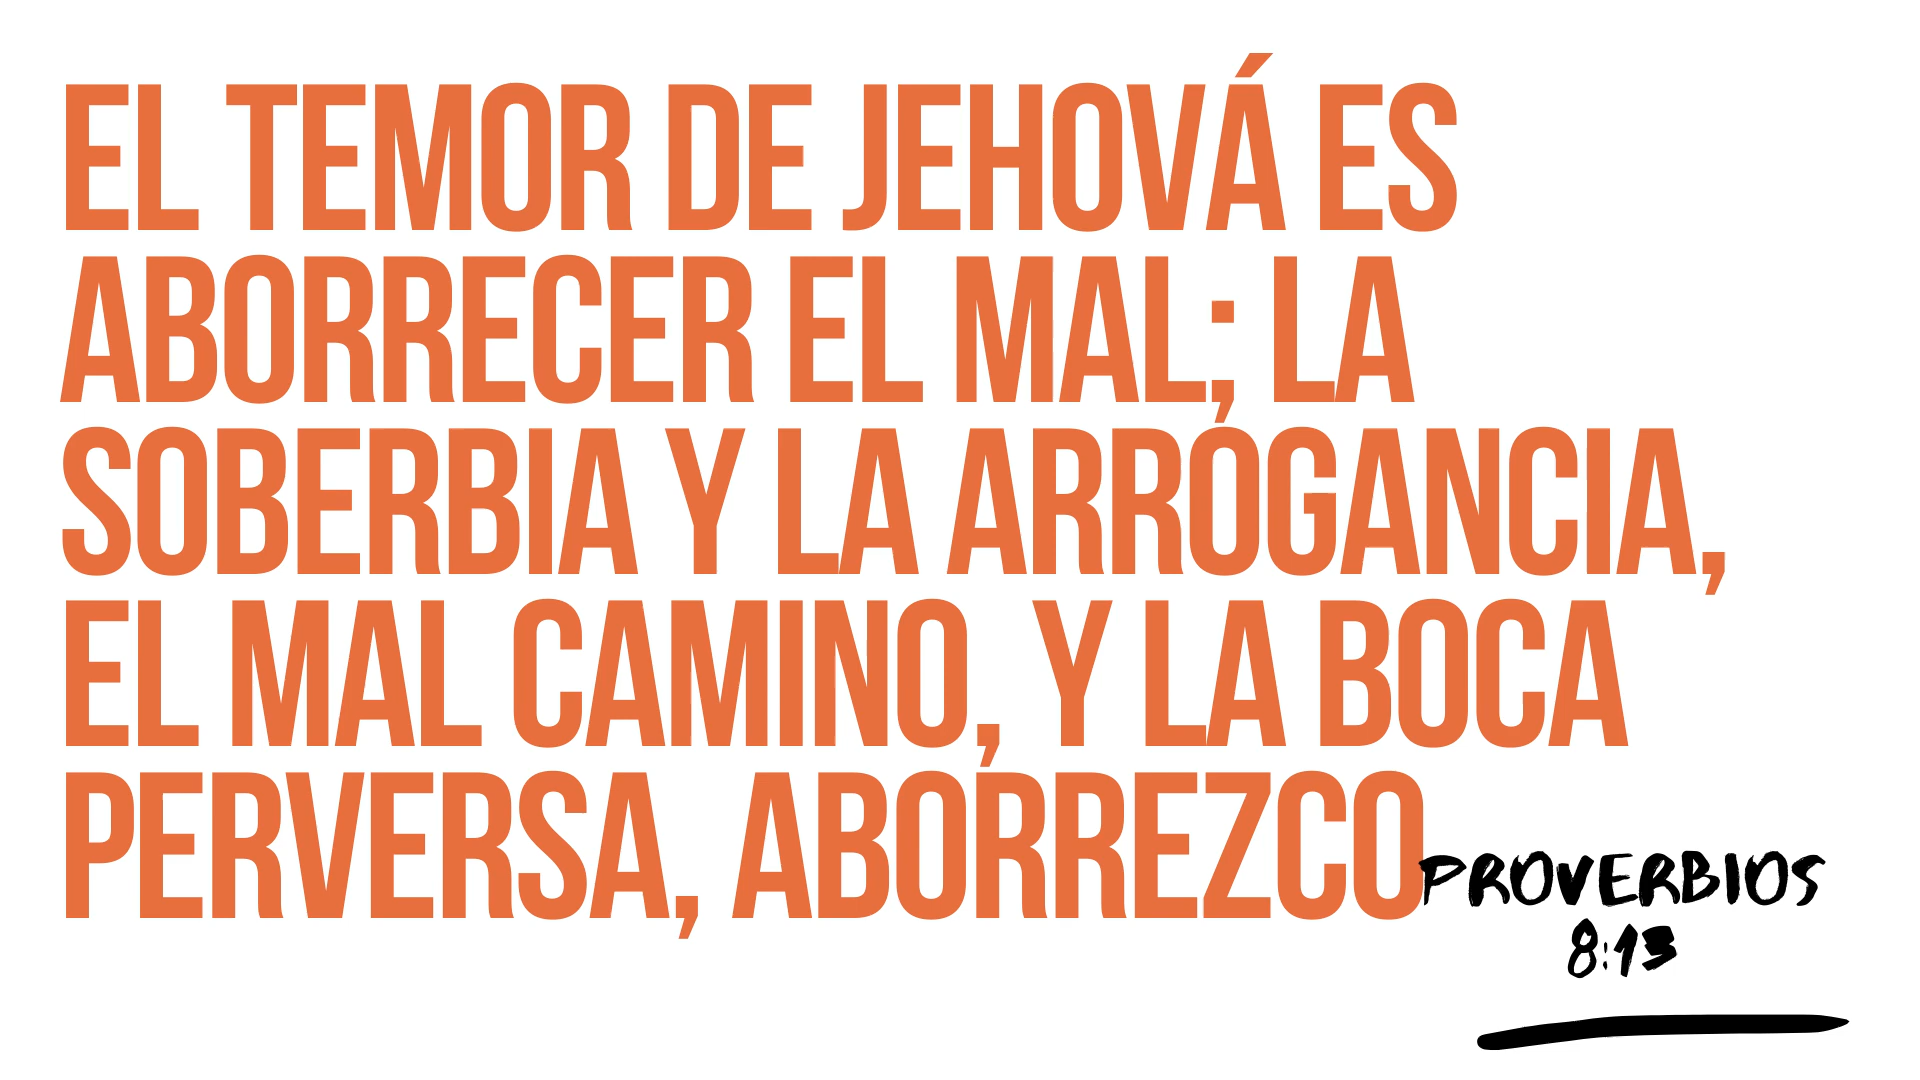 EL TEMOR DE JEHOVÁ ES
ABORRECER EL MAL; LA
SOBERBIA Y LA ARROGANCIA,
EL MAL CAMINO, Y LA BOCA
PERVERSA, ABORREZCO
PROVERBIOS
8:13